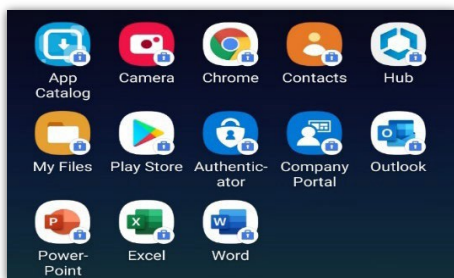 App Catalog
Camera
Chrome
Contacts
Hub
My Files
Play Store
Authentic-
ator
Company
Portal
Outlook
P
X
W
Power-
Point
Excel
Word